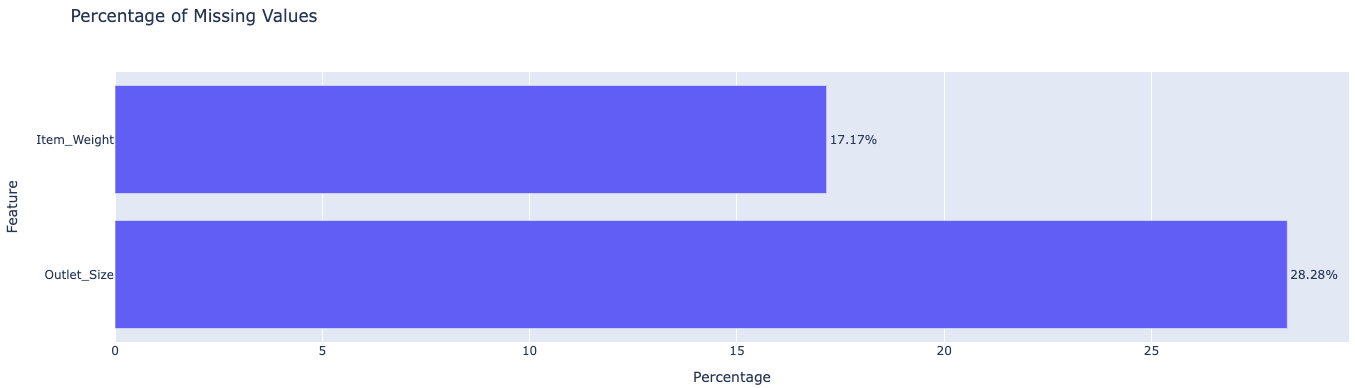 Percentage of Missing Values
Feature
Item_Weight
17.17%
Outlet_Size
28.28%
0 5 10 15 20 25
Percentage